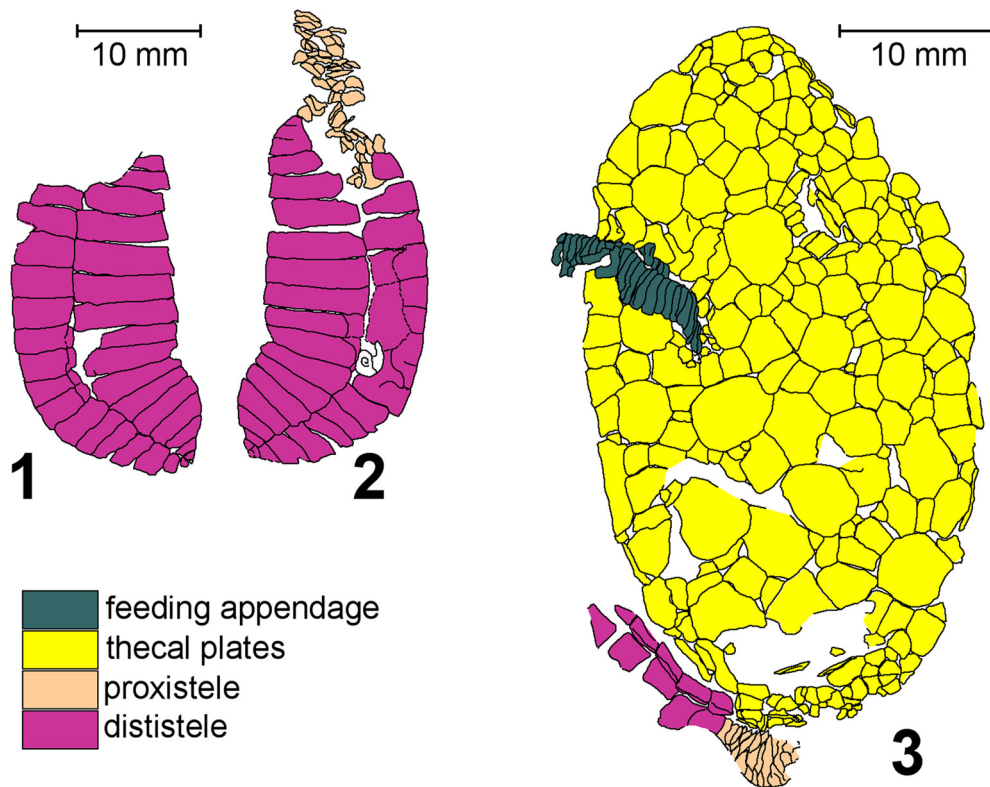 10 mm
10 mm
1
2
3
feeding appendage
thecal plates
proxistele
dististele